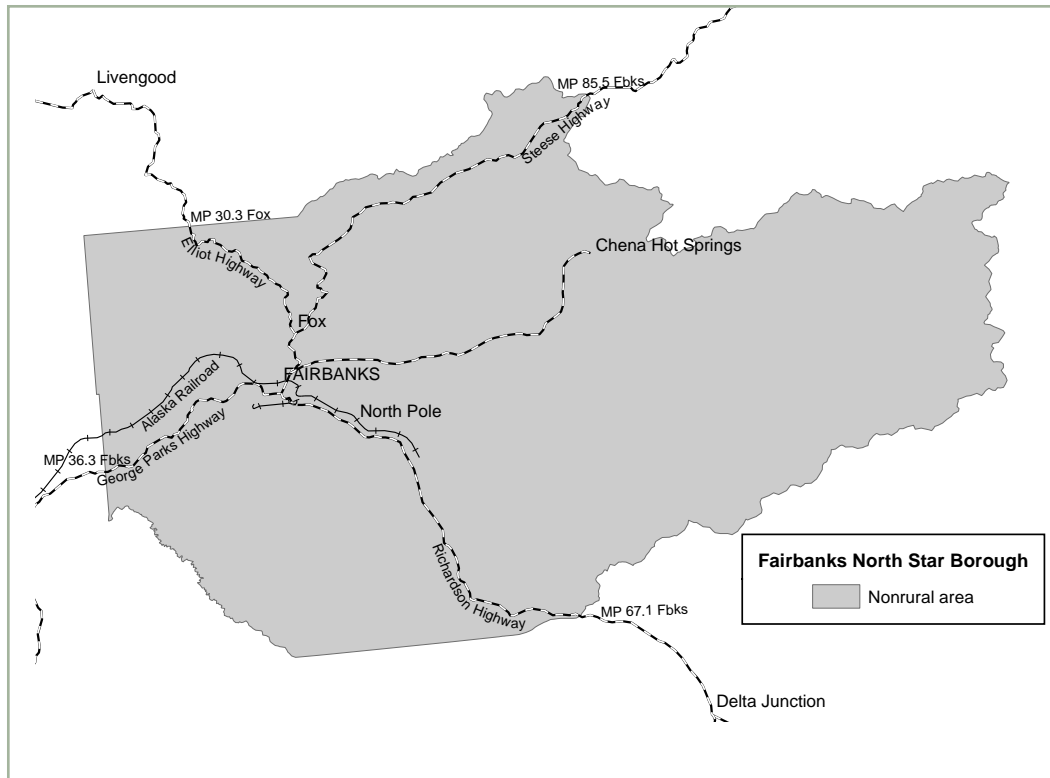 Livengood
MP 85.5 Fbks
Steese Highway
MP 30.3 Fox
Elliot Highway
Chena Hot Springs
Fox
FAIRBANKS
Alaska Railroad
North Pole
MP 36.3 Fbks
George Parks Highway
Richardson Highway
Fairbanks North Star Borough
Nonrural area
MP 67.1 Fbks
Delta Junction